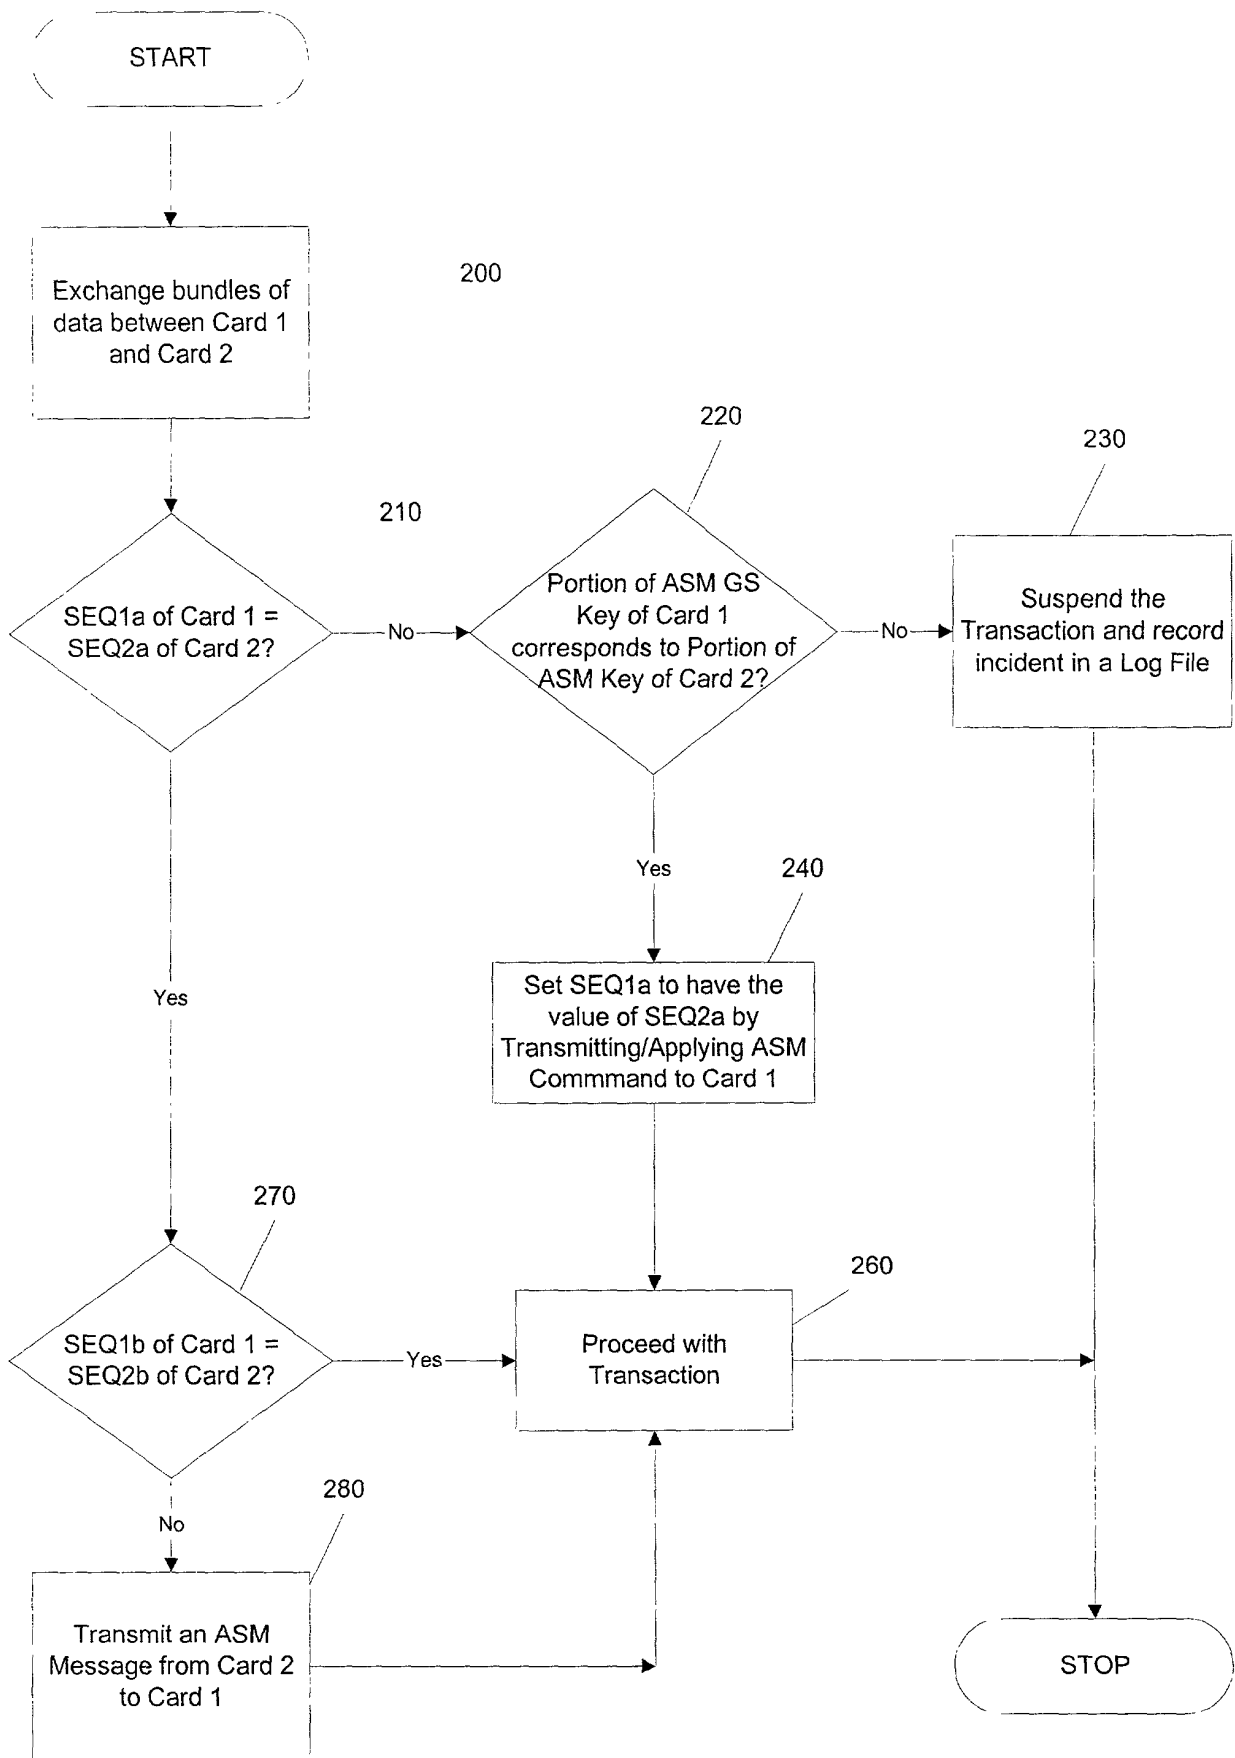 START
200
Exchange bundles of
data between Card 1
and Card 2
220
230
210
SEQ1a of Card 1 =
SEQ2a of Card 2?
No
Portion of ASM GS
Key of Card 1
corresponds to Portion of
ASM Key of Card 2?
No
Suspend the
Transaction and record
incident in a Log File
Yes
240
Set SEQ1a to have the
value of SEQ2a by
Transmitting/Applying ASM
Commmand to Card 1
Yes
270
260
SEQ1b of Card 1 =
SEQ2b of Card 2?
Yes
Proceed with
Transaction
280
No
Transmit an ASM
Message from Card 2
to Card 1
STOP